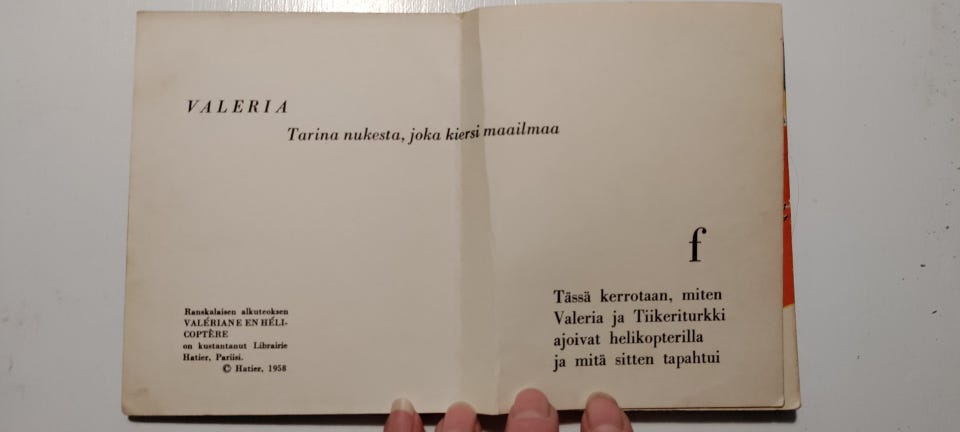 VALERIA
Tarina nukesta, joka kiersi maailmaa
Ranskalaisen alkuteoksen
VALÉRIANE EN HÉLI-
COPTÈRE
on kustantanut Librairie
Hatier, Pariisi.
© Hatier, 1958
f
Tässä kerrotaan, miten
Valeria ja Tiikeriturkki
ajoivat helikopterilla
ja mitä sitten tapahtui